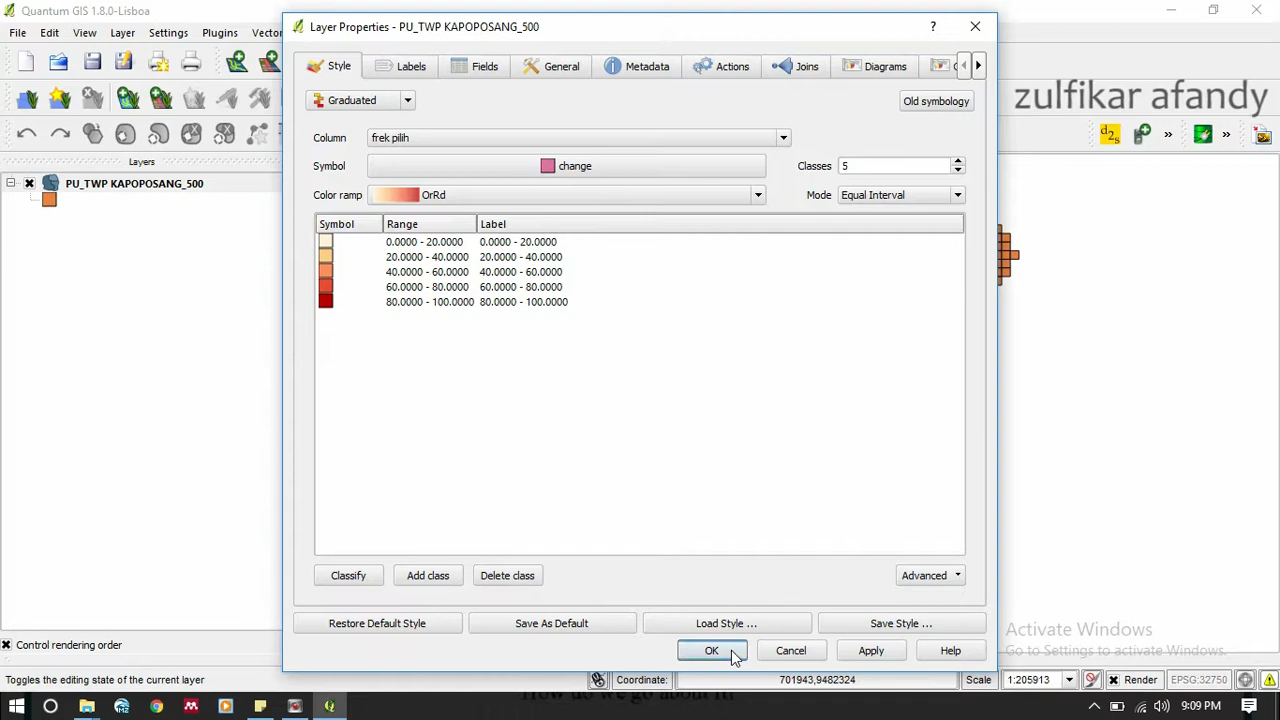 Quantum GIS 1.8.0-Lisboa
File Edit View Layer Settings Plugins Vector
Layers
PU_TWP KAPOPOSANG_500
Control rendering order
Toggles the editing state of the current layer
Layer Properties - PU_TWP KAPOPOSANG_500
?
Style Labels Fields General Metadata Actions Joins Diagrams
Graduated
Old symbology
Column frek pilih
Symbol change Classes 5
Color ramp OrRd Mode Equal Interval
Symbol Range Label
0.0000 - 20.0000 0.0000 - 20.0000
20.0000 - 40.0000 20.0000 - 40.0000
40.0000 - 60.0000 40.0000 - 60.0000
60.0000 - 80.0000 60.0000 - 80.0000
80.0000 - 100.0000 80.0000 - 100.0000
Classify Add class Delete class Advanced
Restore Default Style Save As Default Load Style ... Save Style ...
OK Cancel Apply Help
zulfikar afandy
Activate Windows
Go to Settings to activate Windows.
Coordinate: 701943,9482324 Scale 1:205913 Render EPSG:32750
How do we go about it?
9:09 PM